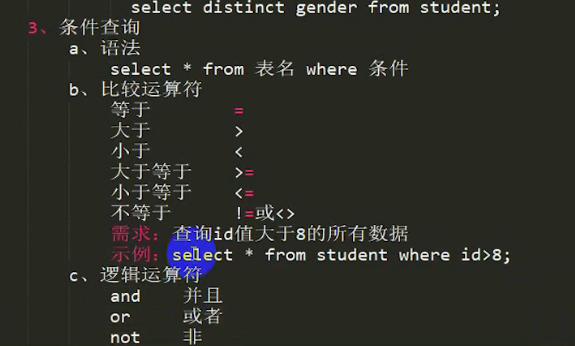 select distinct gender from student;
3、条件查询
a、语法
select * from 表名 where 条件
b、比较运算符
等于 =
大于 >
小于 <
大于等于 >=
小于等于 <=
不等于 !=或<>
需求：查询id值大于8的所有数据
示例：select * from student where id>8;
c、逻辑运算符
and 并且
or 或者
not 非